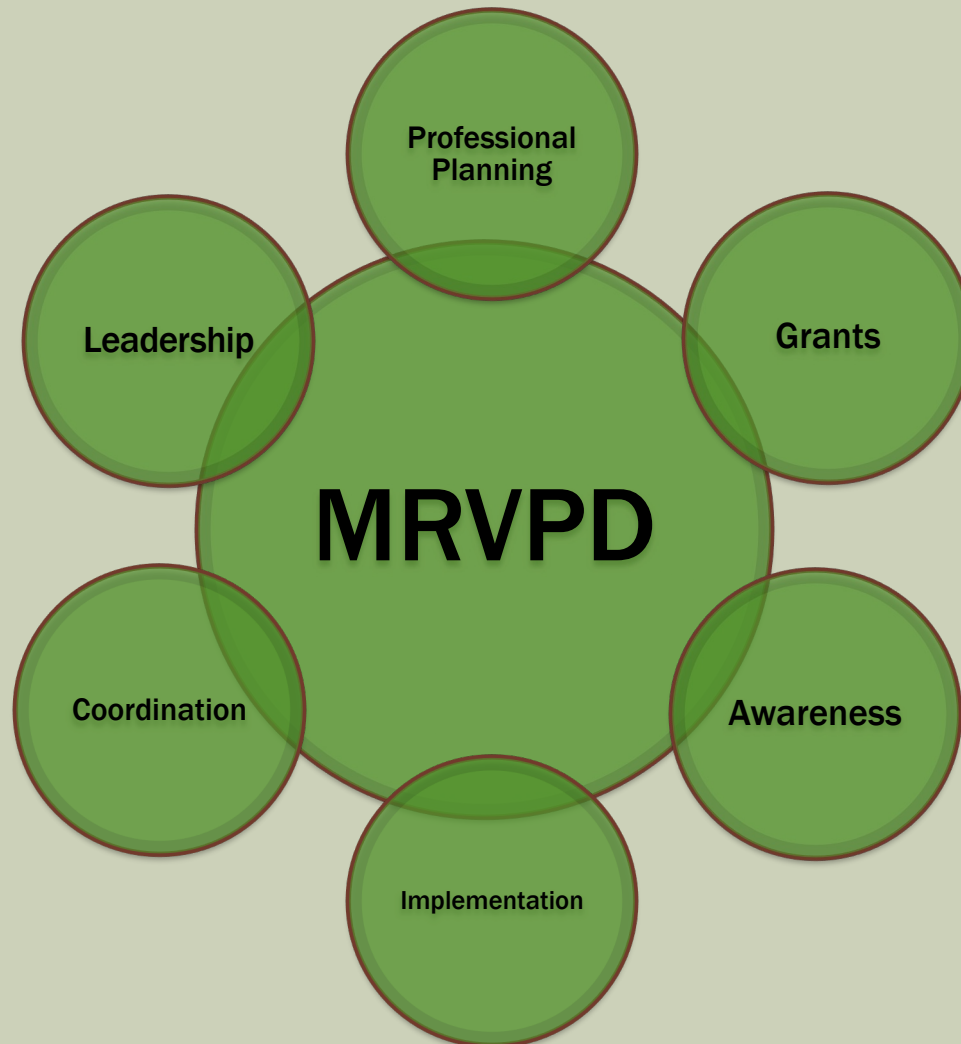 Professional
Planning
Leadership
Grants
MRVPD
Coordination
Awareness
Implementation